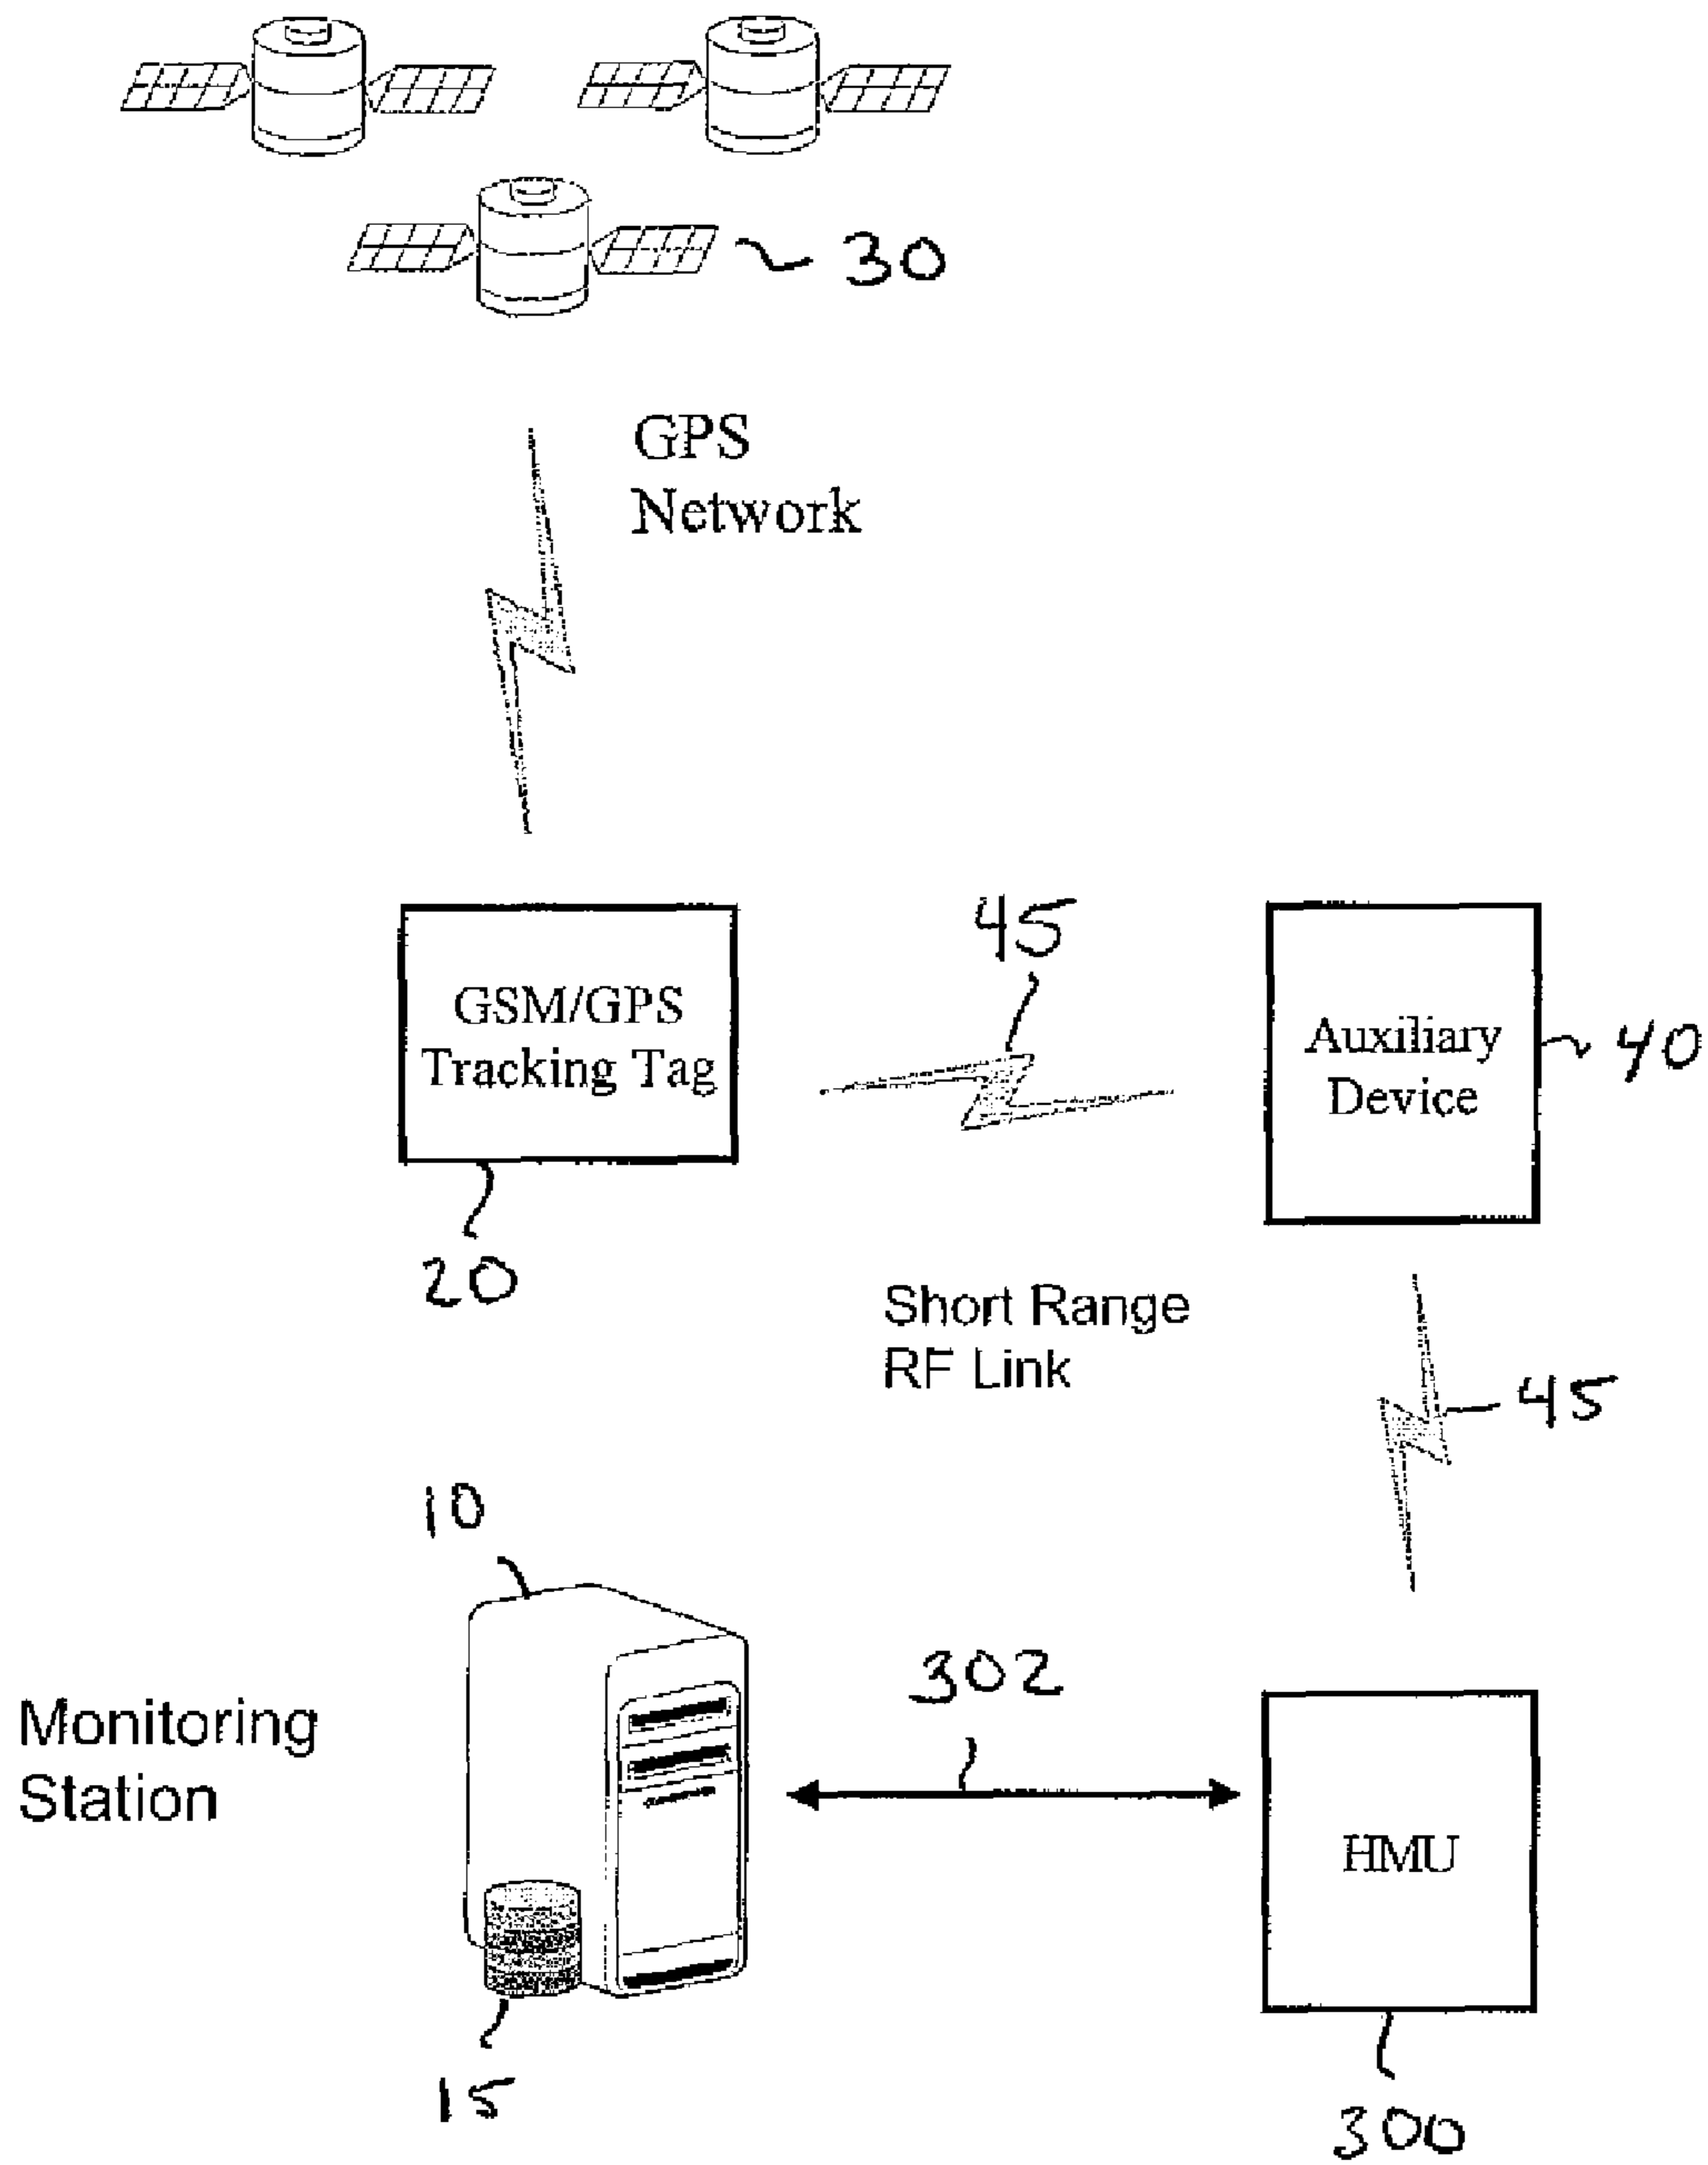 30
GPS
Network
45
GSM/GPS
Tracking Tag
Auxiliary
Device
40
20
Short Range
RF Link
45
10
302
Monitoring
Station
HMU
15
300